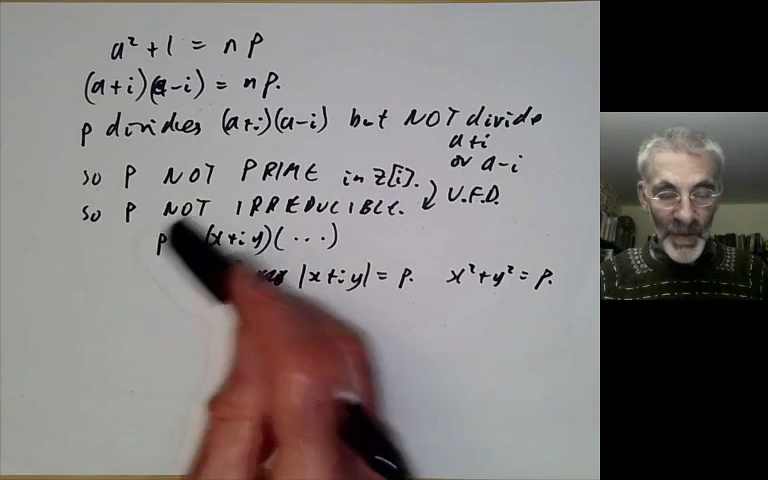 a² + 1 = n p
(a+i)(a-i) = n p.
p divides (a+i)(a-i) but NOT divide
a+i
or a-i
so p NOT PRIME in Z[i].
U.F.D.
so p NOT IRREDUCIBLE.
p (x+iy)(...)
|x+iy| = p. x²+y² = p.